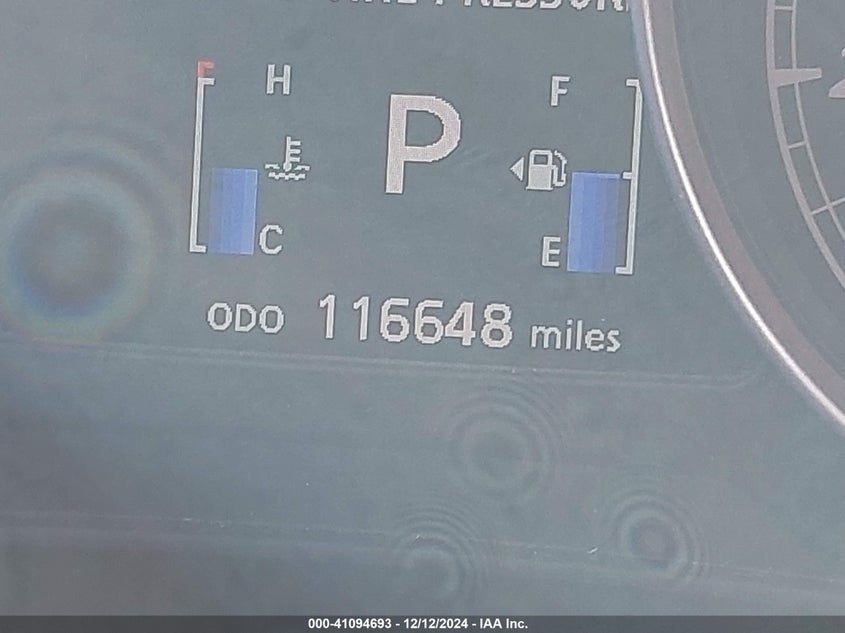 H F
P
C E
ODO 116648 miles
000-41094693 - 12/12/2024 - IAA Inc.